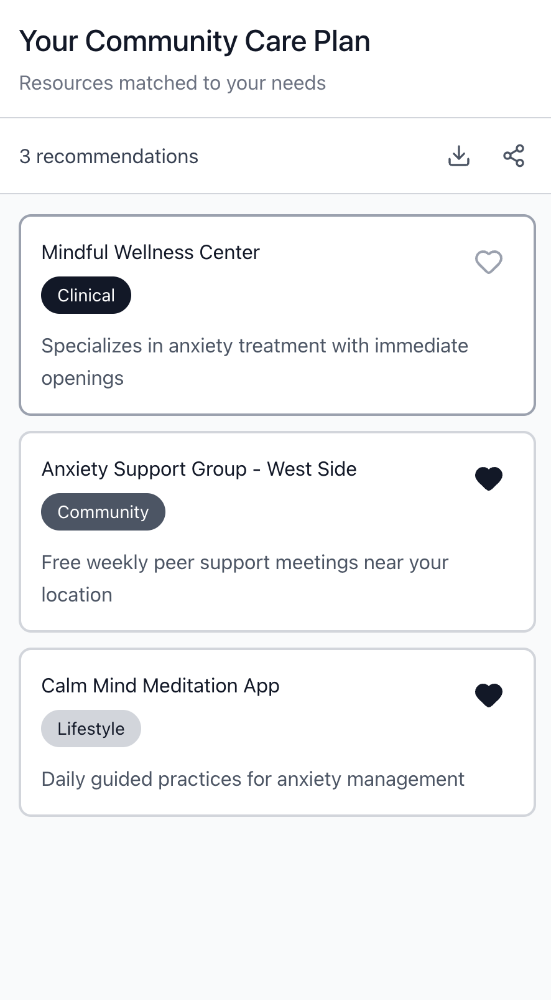 Your Community Care Plan
Resources matched to your needs
3 recommendations
Mindful Wellness Center
Clinical
Specializes in anxiety treatment with immediate
openings
Anxiety Support Group - West Side
Community
Free weekly peer support meetings near your
location
Calm Mind Meditation App
Lifestyle
Daily guided practices for anxiety management